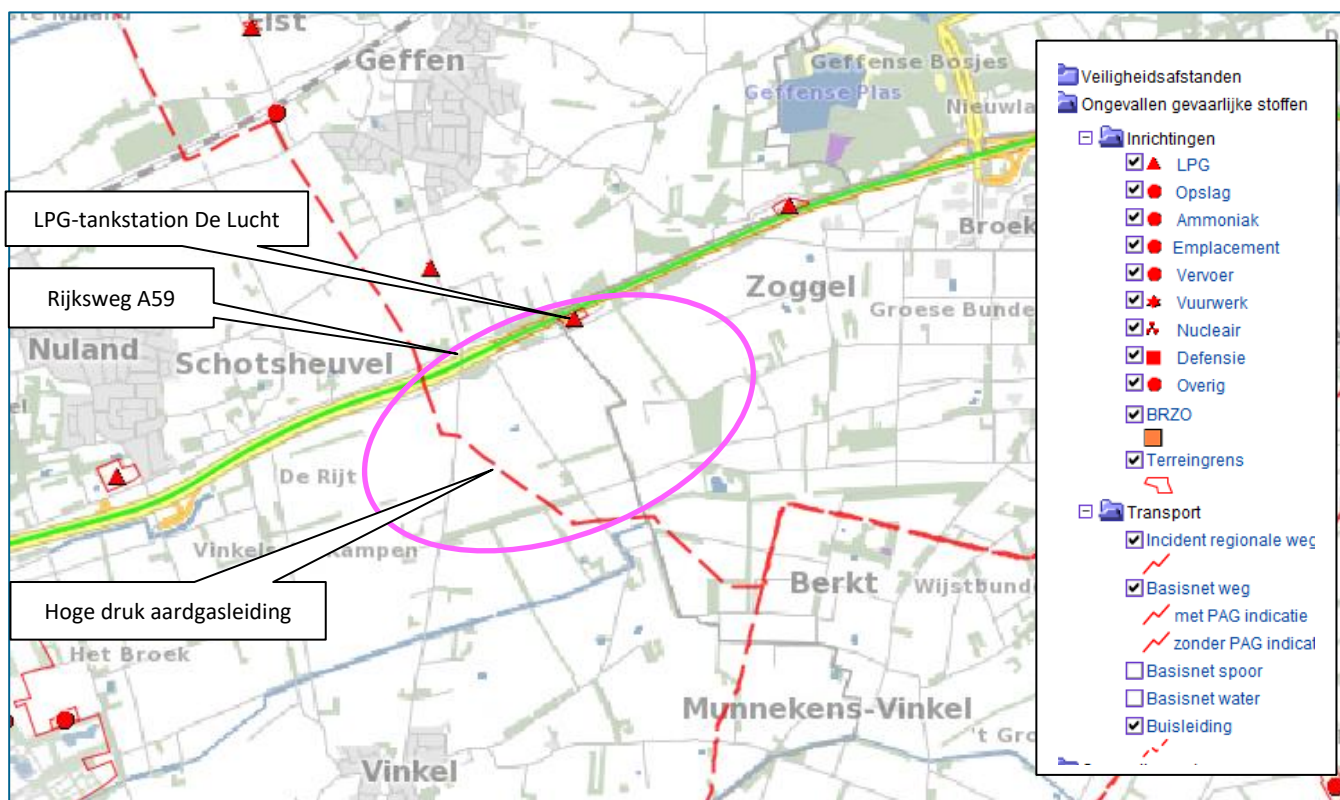 Elst
Geffen
Geffense Bosjes
Geffense Plas
Nieuwla
LPG-tankstation De Lucht
Broek
Rijksweg A59
Zoggel
Groese Bunde
Nuland
Schotsheuvel
el
De Rijt
Vinkels Kampen
Berkt
Wijstbunde
Hoge druk aardgasleiding
Het Broek
Munnekens-Vinkel
't Gro
Vinkel
Veiligheidsafstanden
Ongevallen gevaarlijke stoffen
Inrichtingen
LPG
Opslag
Ammoniak
Emplacement
Vervoer
Vuurwerk
Nucleair
Defensie
Overig
BRZO
Terreingrens
Transport
Incident regionale weg
Basisnet weg
met PAG indicatie
zonder PAG indicat
Basisnet spoor
Basisnet water
Buisleiding